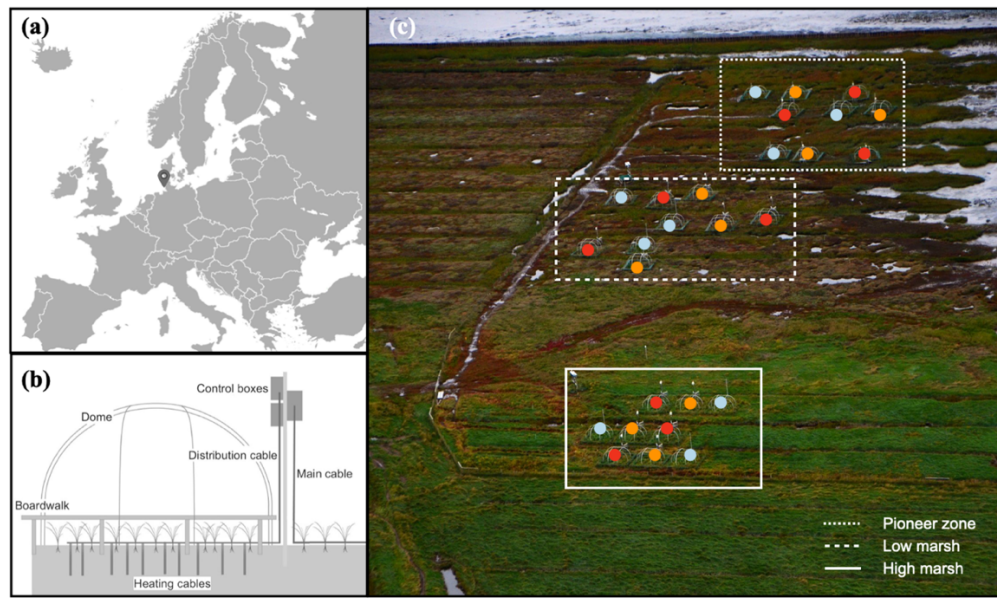 (a)
(b)
Control boxes
Dome
Distribution cable
Main cable
Boardwalk
Heating cables
(c)
Pioneer zone
Low marsh
High marsh